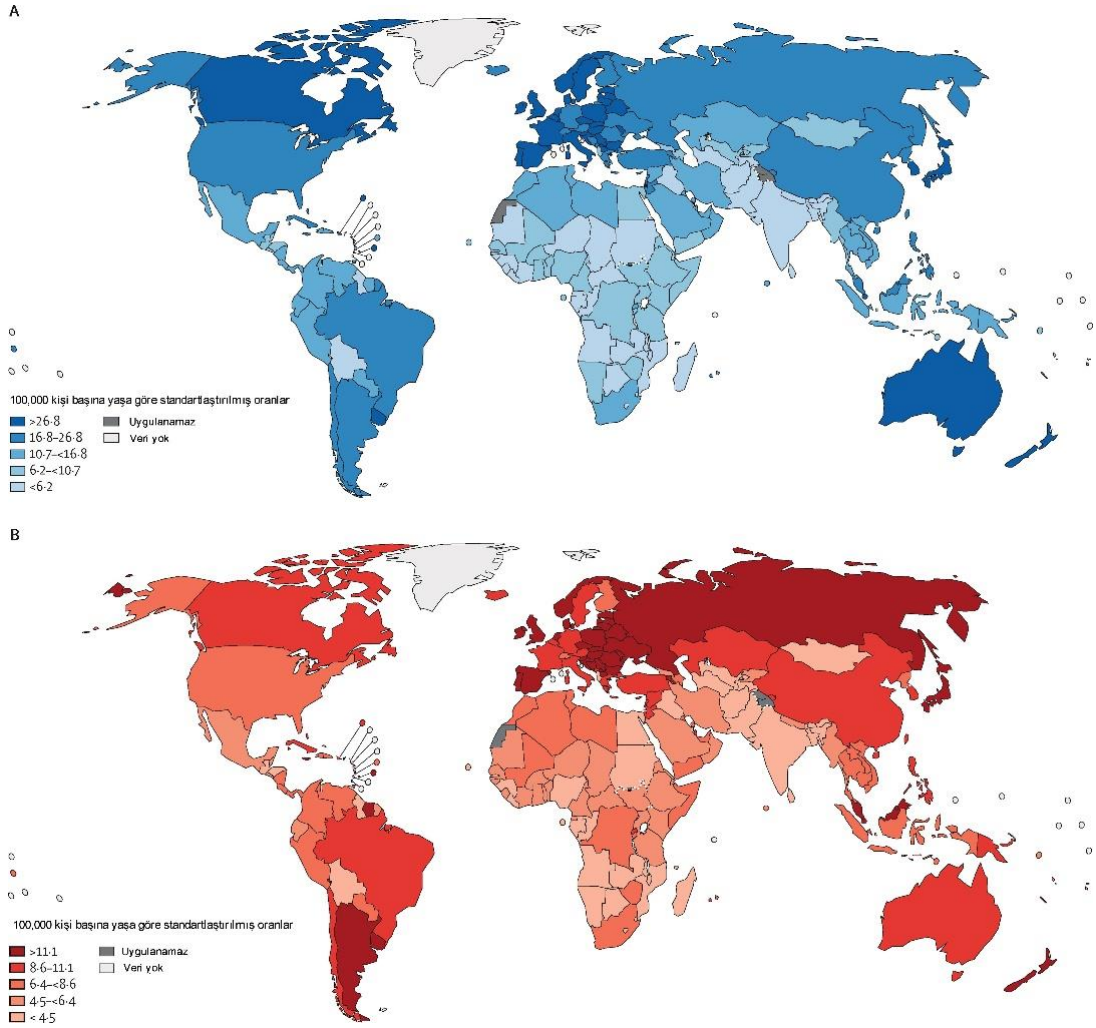 A
100,000 kişi başına yaşa göre standartlaştırılmış oranlar
>26·8
16·8–26·8
10·7–<16·8
6·2–<10·7
<6·2
Uygulanamaz
Veri yok
B
100,000 kişi başına yaşa göre standartlaştırılmış oranlar
>11·1
8·6–11·1
6·4–<8·6
4·5–<6·4
< 4·5
Uygulanamaz
Veri yok